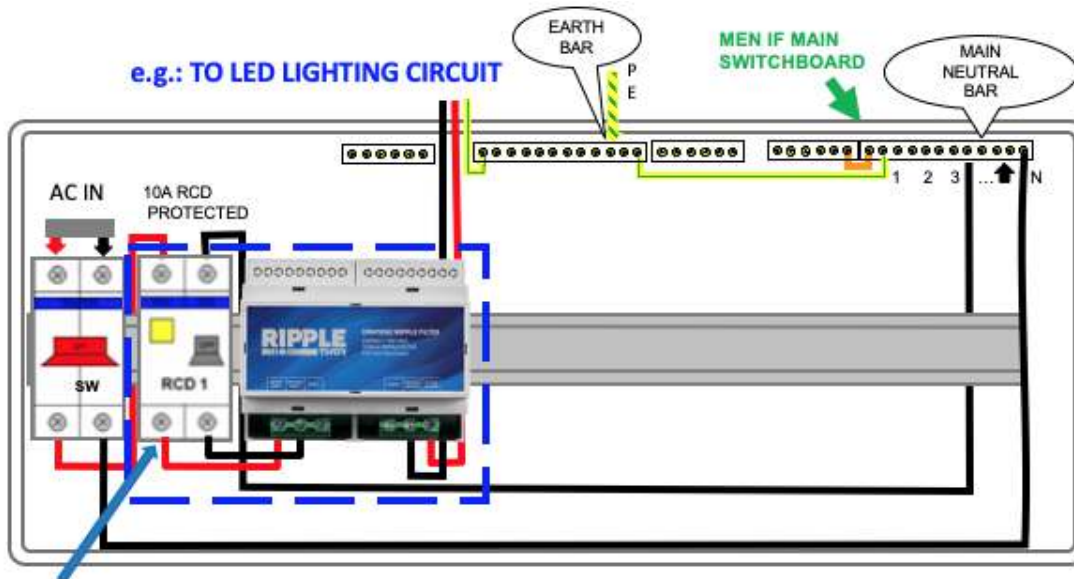 EARTH
BAR
P
E
MEN IF MAIN
SWITCHBOARD
MAIN
NEUTRAL
BAR
e.g.: TO LED LIGHTING CIRCUIT
1 2 3 ... N
AC IN
10A RCD
PROTECTED
RIPPLE
SW
RCD 1